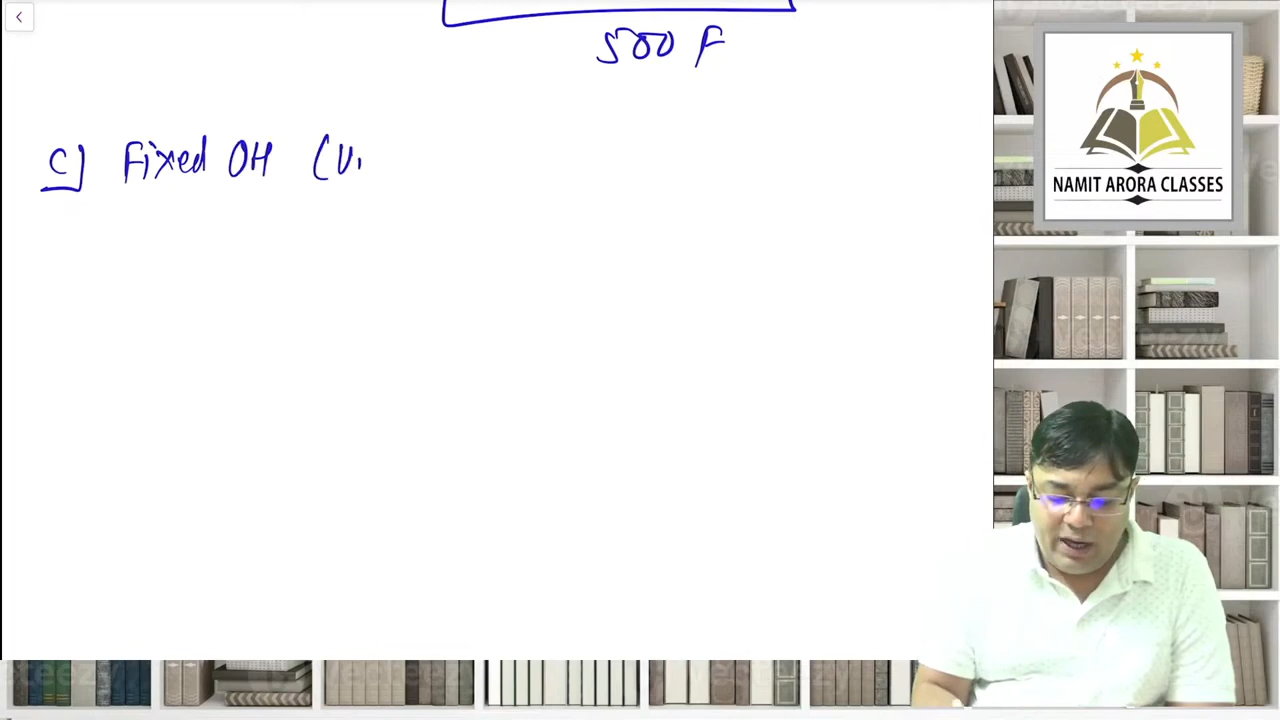 500 F
C] Fixed OH (V.
NAMIT ARORA CLASSES